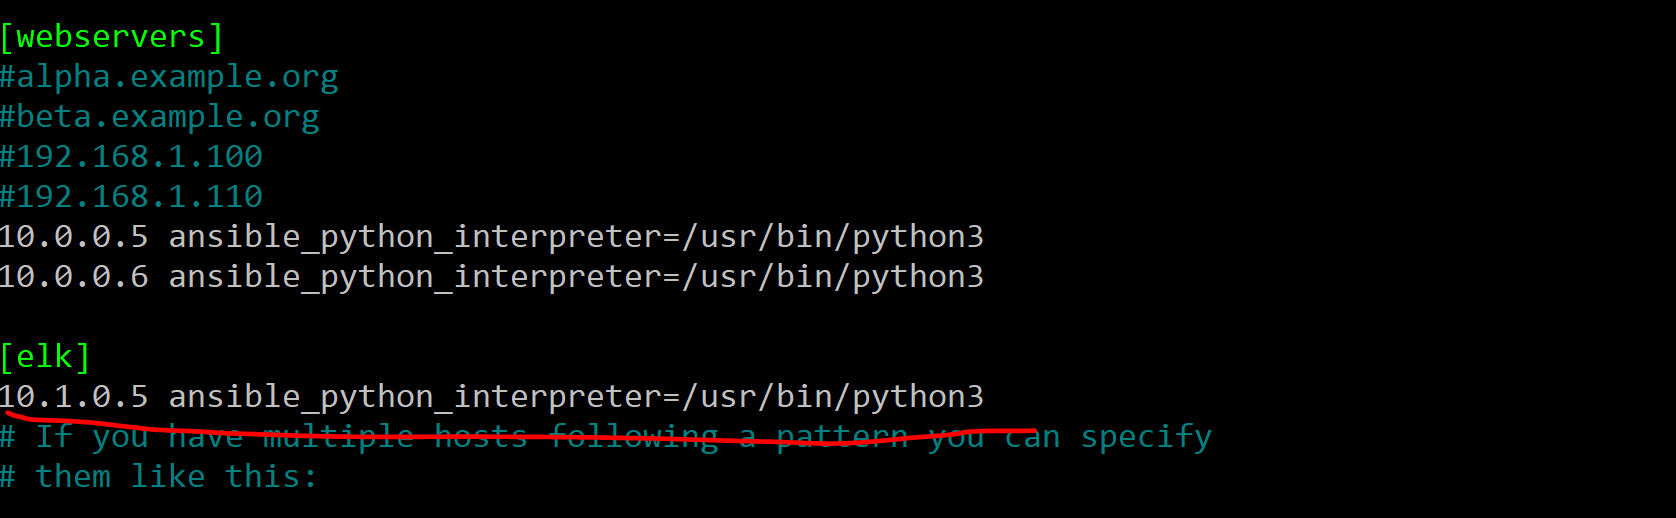 [webservers]
#alpha.example.org
#beta.example.org
#192.168.1.100
#192.168.1.110
10.0.0.5 ansible_python_interpreter=/usr/bin/python3
10.0.0.6 ansible_python_interpreter=/usr/bin/python3
[elk]
10.1.0.5 ansible_python_interpreter=/usr/bin/python3
# If you have multiple hosts following a pattern you can specify
# them like this: